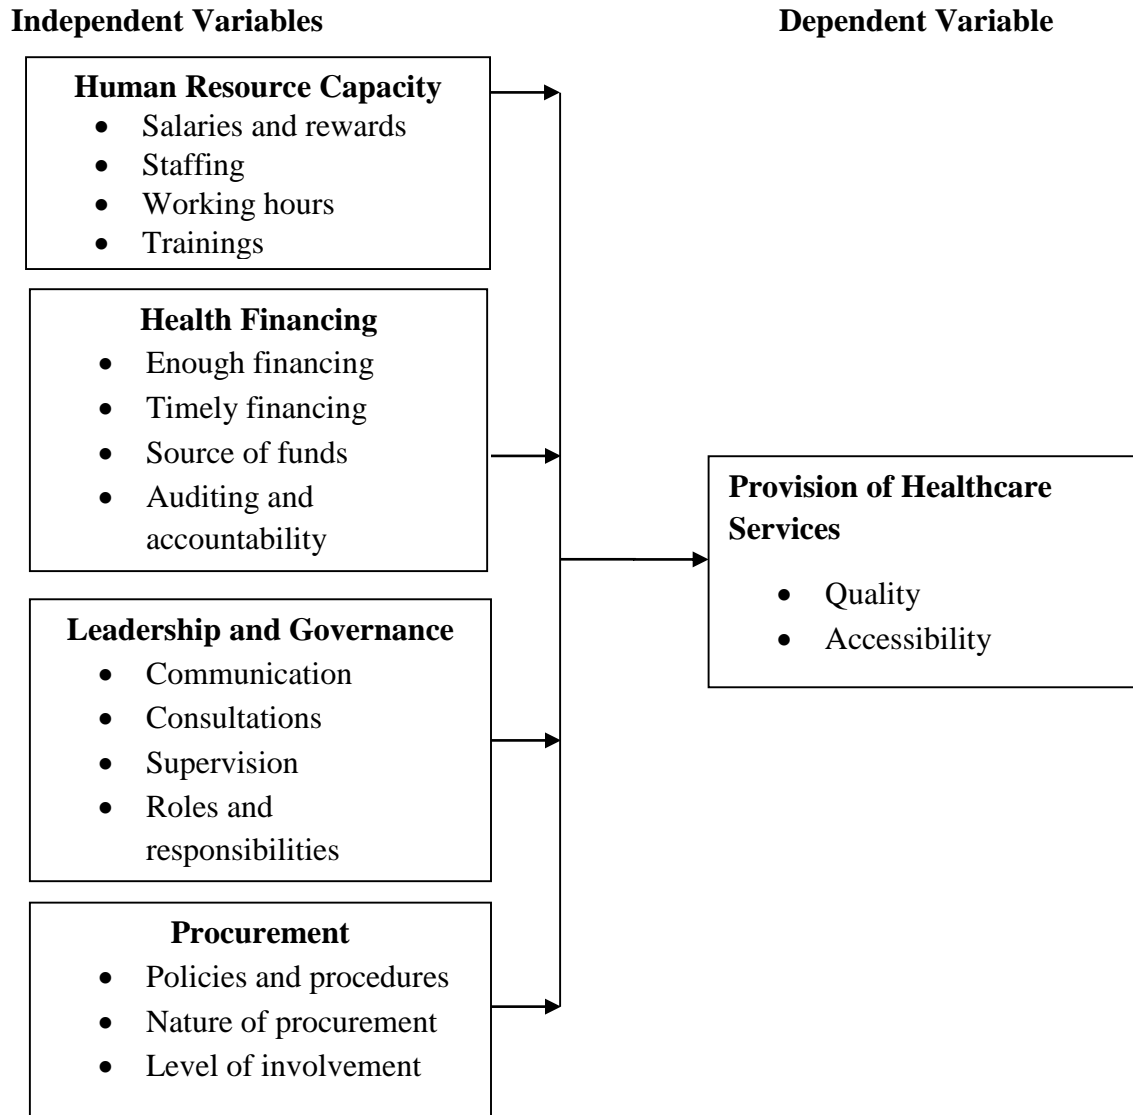 Independent Variables
Dependent Variable
Human Resource Capacity
• Salaries and rewards
• Staffing
• Working hours
• Trainings
Health Financing
• Enough financing
• Timely financing
• Source of funds
• Auditing and
accountability
Leadership and Governance
• Communication
• Consultations
• Supervision
• Roles and
responsibilities
Procurement
• Policies and procedures
• Nature of procurement
• Level of involvement
Provision of Healthcare
Services
• Quality
• Accessibility